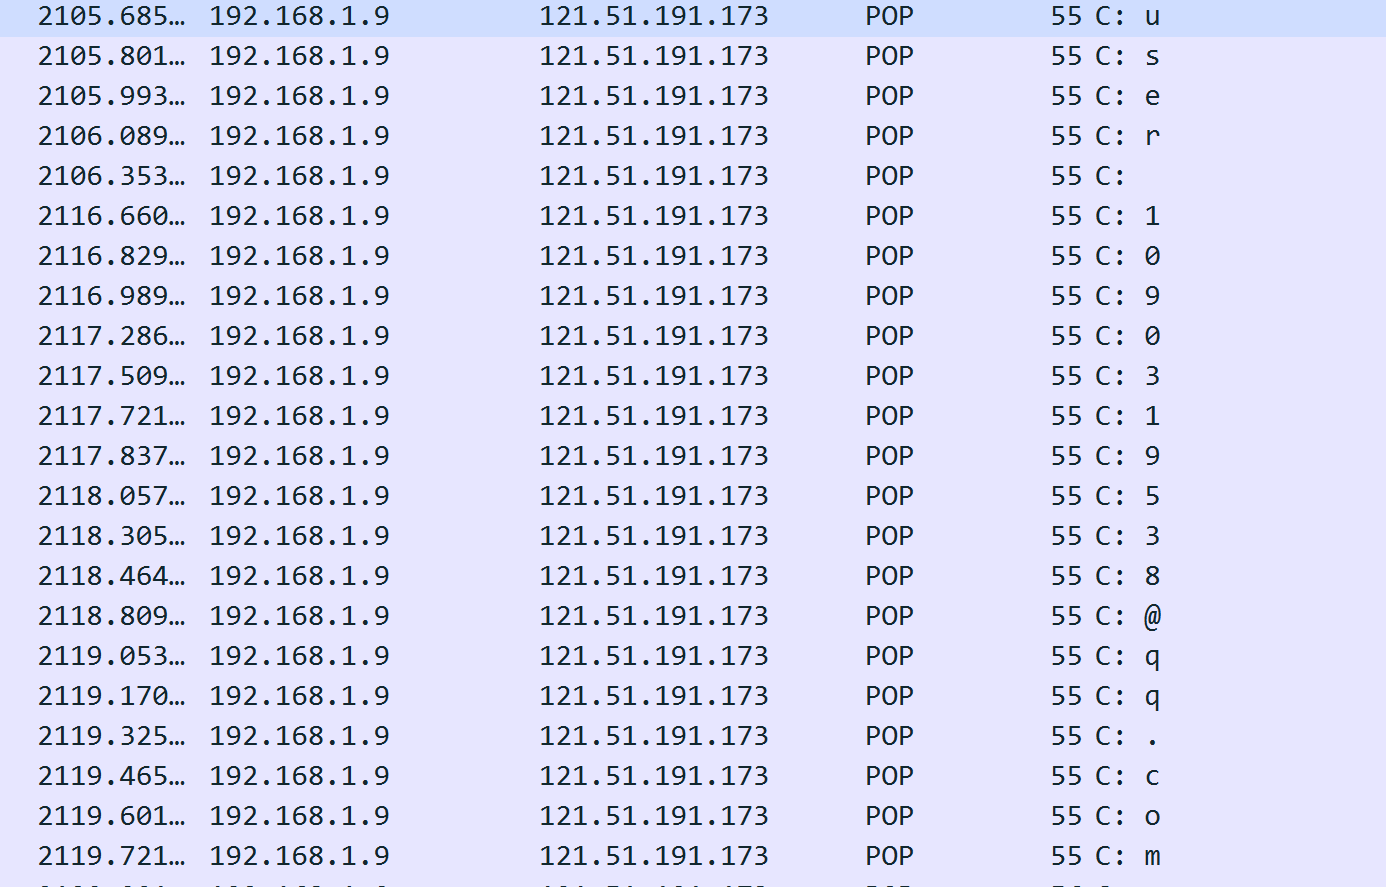 2105.685… 192.168.1.9 121.51.191.173 POP 55 C: u
2105.801… 192.168.1.9 121.51.191.173 POP 55 C: s
2105.993… 192.168.1.9 121.51.191.173 POP 55 C: e
2106.089… 192.168.1.9 121.51.191.173 POP 55 C: r
2106.353… 192.168.1.9 121.51.191.173 POP 55 C:
2116.660… 192.168.1.9 121.51.191.173 POP 55 C: 1
2116.829… 192.168.1.9 121.51.191.173 POP 55 C: 0
2116.989… 192.168.1.9 121.51.191.173 POP 55 C: 9
2117.286… 192.168.1.9 121.51.191.173 POP 55 C: 0
2117.509… 192.168.1.9 121.51.191.173 POP 55 C: 3
2117.721… 192.168.1.9 121.51.191.173 POP 55 C: 1
2117.837… 192.168.1.9 121.51.191.173 POP 55 C: 9
2118.057… 192.168.1.9 121.51.191.173 POP 55 C: 5
2118.305… 192.168.1.9 121.51.191.173 POP 55 C: 3
2118.464… 192.168.1.9 121.51.191.173 POP 55 C: 8
2118.809… 192.168.1.9 121.51.191.173 POP 55 C: @
2119.053… 192.168.1.9 121.51.191.173 POP 55 C: q
2119.170… 192.168.1.9 121.51.191.173 POP 55 C: q
2119.325… 192.168.1.9 121.51.191.173 POP 55 C: .
2119.465… 192.168.1.9 121.51.191.173 POP 55 C: c
2119.601… 192.168.1.9 121.51.191.173 POP 55 C: o
2119.721… 192.168.1.9 121.51.191.173 POP 55 C: m